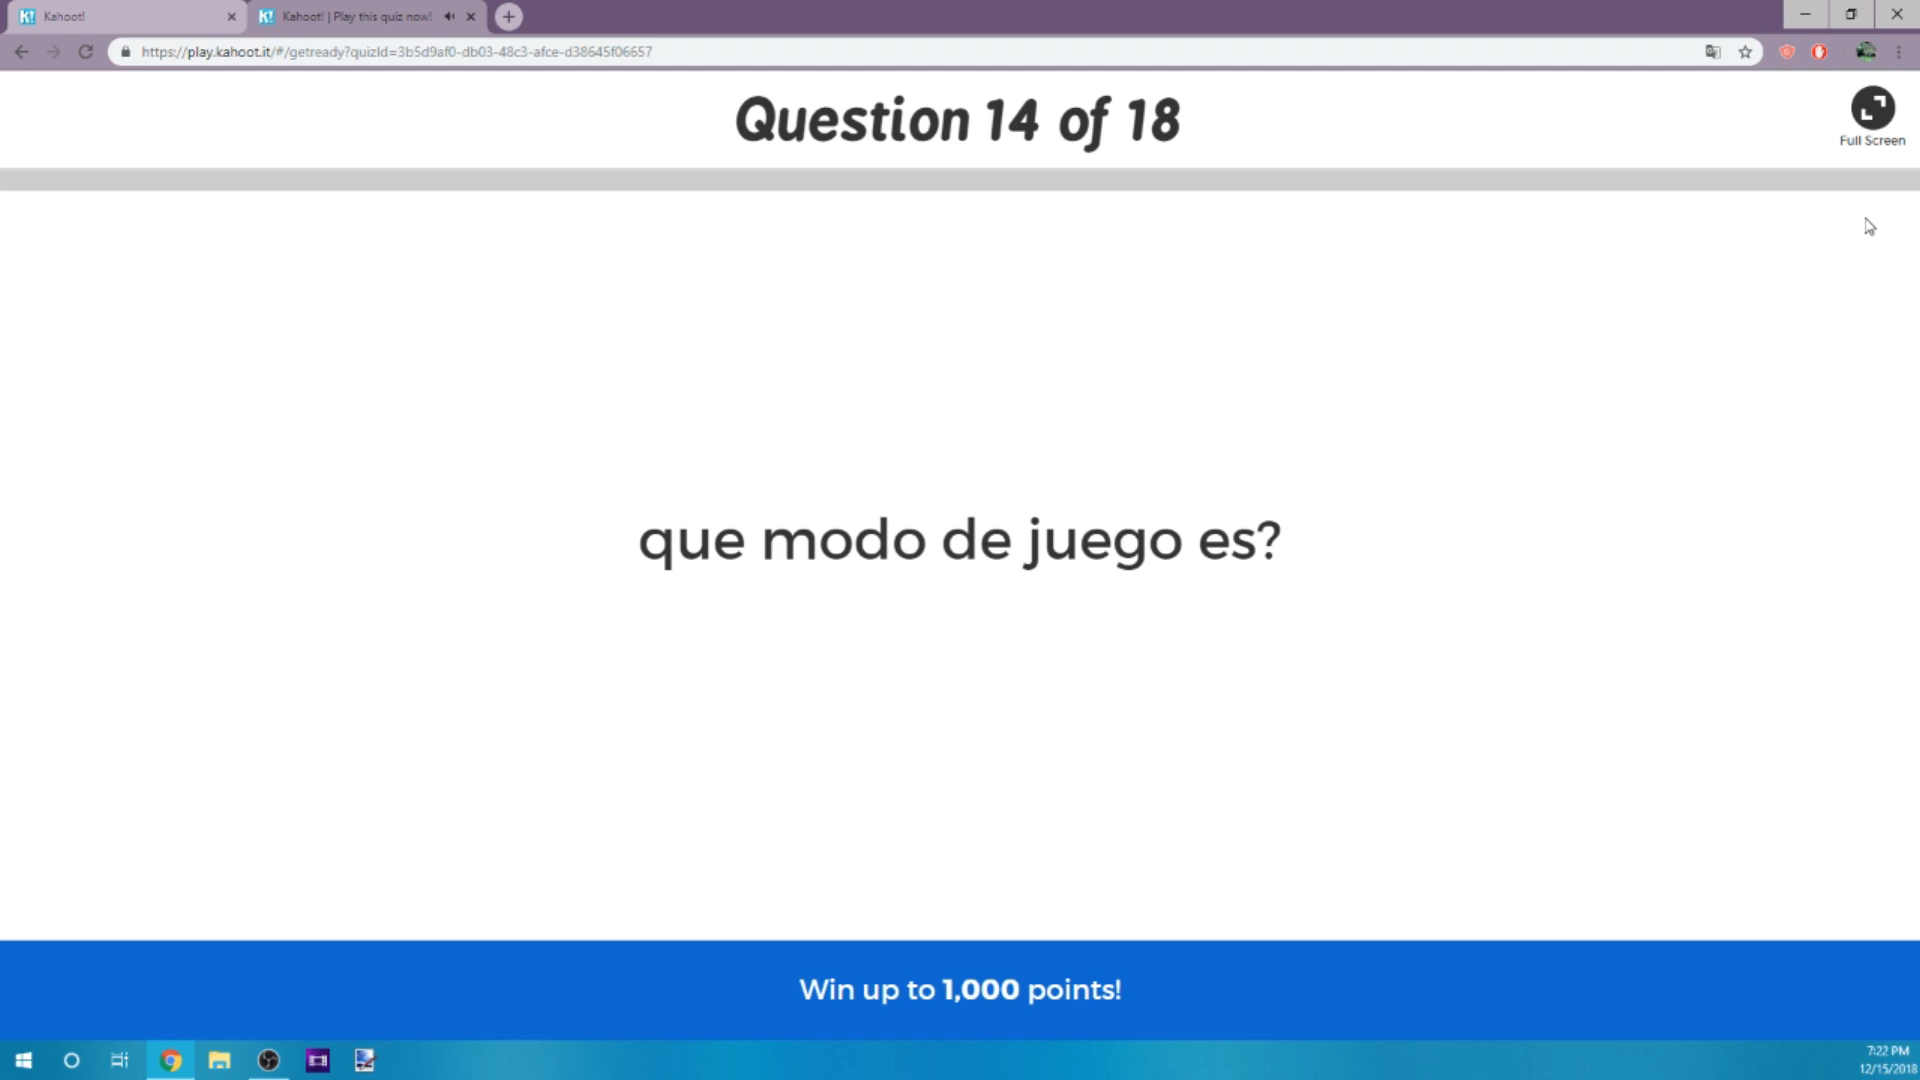 Kahoot!
Kahoot! | Play this quiz now!
https://play.kahoot.it/#/getready?quizId=3b5d9af0-db03-48c3-afce-d38645f06657
Question 14 of 18
Full Screen
que modo de juego es?
Win up to 1,000 points!
7:22 PM
12/15/2018